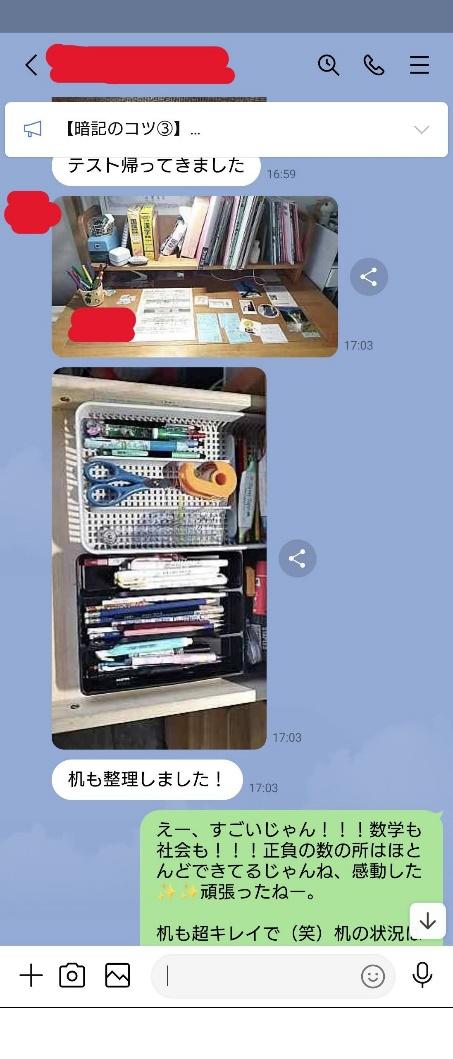 【暗記のコツ③】...
テスト帰ってきました
16:59
17:03
17:03
机も整理しました！
17:03
えー、すごいじゃん！！！数学も
社会も！！！正負の数の所はほと
んどできてるじゃんね、感動した
✨✨頑張ったねー。
机も超キレイで（笑）机の状況は